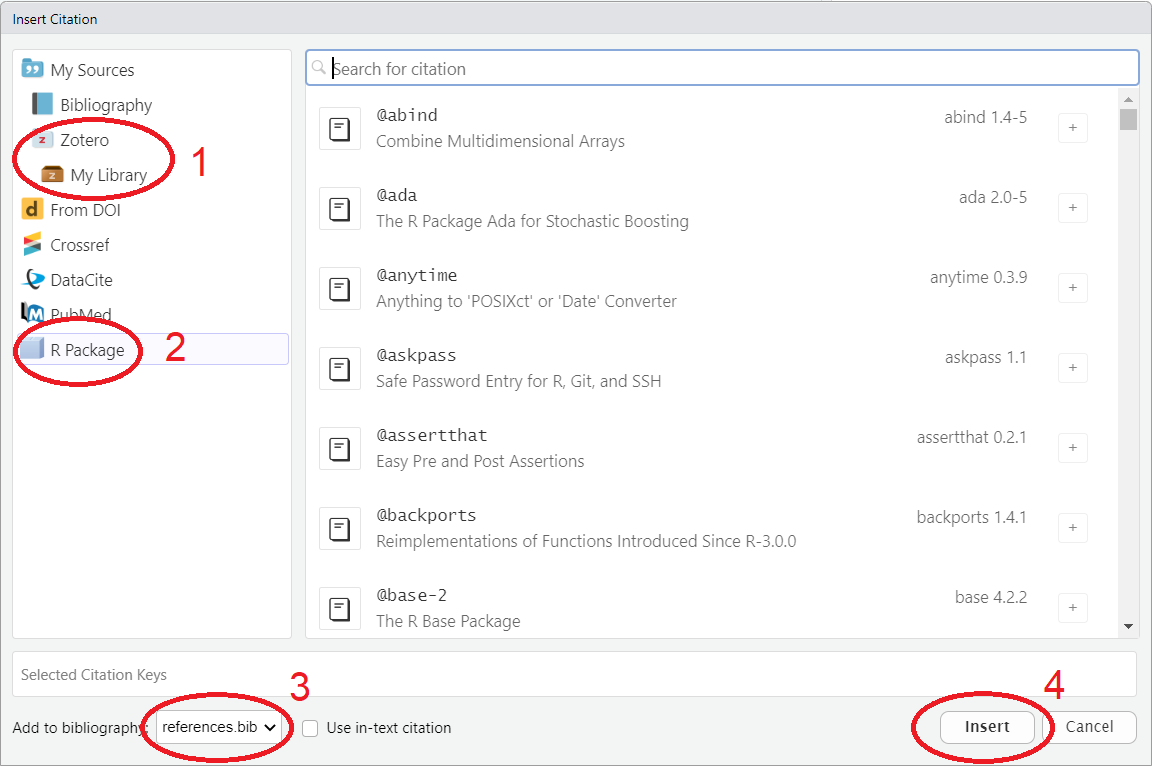 Insert Citation
My Sources
Bibliography
Zotero
1
My Library
From DOI
Crossref
DataCite
PubMed
R Package
2
Search for citation
@abind
abind 1.4-5
Combine Multidimensional Arrays
@ada
ada 2.0-5
The R Package Ada for Stochastic Boosting
@anytime
anytime 0.3.9
Anything to 'POSIXct' or 'Date' Converter
@askpass
askpass 1.1
Safe Password Entry for R, Git, and SSH
@assertthat
assertthat 0.2.1
Easy Pre and Post Assertions
@backports
backports 1.4.1
Reimplementations of Functions Introduced Since R-3.0.0
@base-2
base 4.2.2
The R Base Package
Selected Citation Keys
3
4
Add to bibliography: references.bib
Use in-text citation
Insert
Cancel